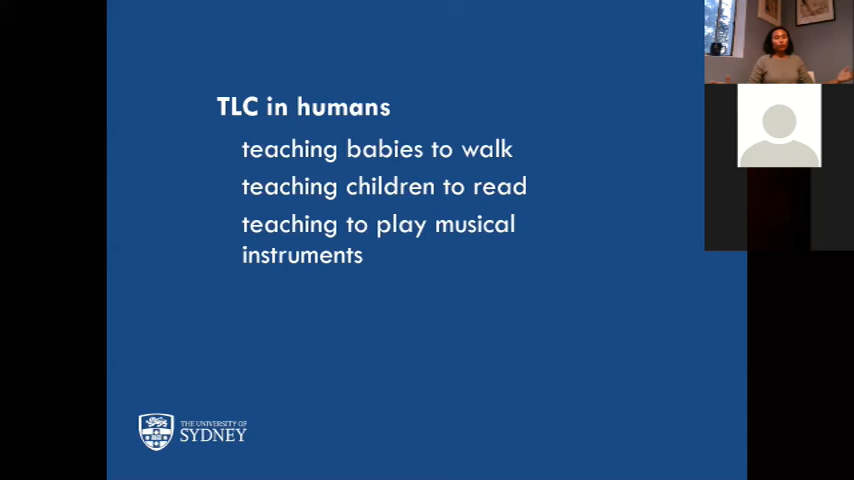 TLC in humans
teaching babies to walk
teaching children to read
teaching to play musical
instruments
THE UNIVERSITY OF
SYDNEY